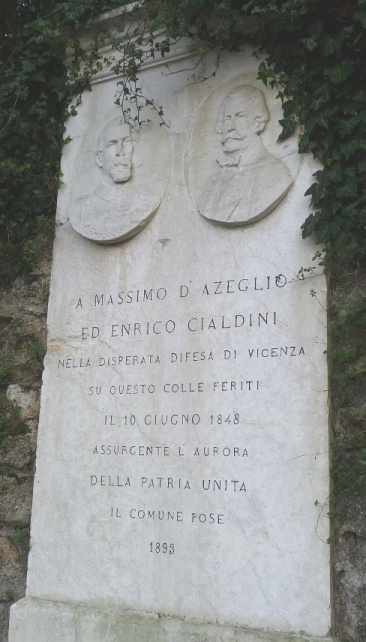 A MASSIMO D'AZEGLIO
ED ENRICO CIALDINI
NELLA DISPERATA DIFESA DI VICENZA
SU QUESTO COLLE FERITI
IL 10 GIUGNO 1848
ASSURGENTE L'AURORA
DELLA PATRIA UNITA
IL COMUNE POSE
1893